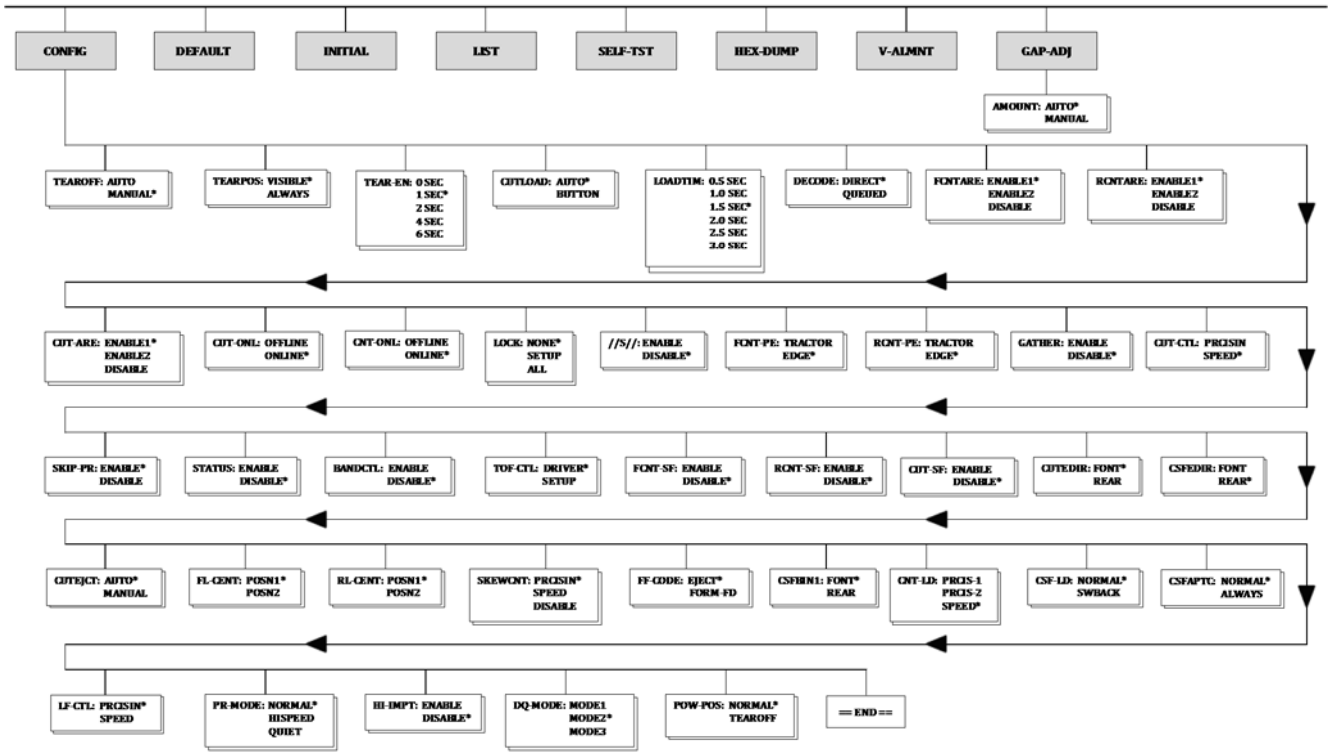 CONFIG
DEFAULT
INITIAL
LIST
SELF-TST
HEX-DUMP
V-ALMNT
GAP-ADJ
AMOUNT: AUTO*
MANUAL
TEAROFF: AUTO
MANUAL*
TEARPOS: VISIBLE*
ALWAYS
TEAR-EN: 0 SEC
1 SEC*
2 SEC
4 SEC
6 SEC
CUTLOAD: AUTO*
BUTTON
LOADTIM: 0.5 SEC
1.0 SEC
1.5 SEC*
2.0 SEC
2.5 SEC
3.0 SEC
DECODE: DIRECT*
QUEUED
FCNTARE: ENABLE1*
ENABLE2
DISABLE
RCNTARE: ENABLE1*
ENABLE2
DISABLE
CUT-ARE: ENABLE1*
ENABLE2
DISABLE
CUT-ONL: OFFLINE
ONLINE*
CNT-ONL: OFFLINE
ONLINE*
LOCK: NONE*
SETUP
ALL
//S//: ENABLE
DISABLE*
FCNT-PE: TRACTOR
EDGE*
RCNT-PE: TRACTOR
EDGE*
GATHER: ENABLE
DISABLE*
CUT-CTL: PRCISIN
SPEED*
SKIP-PR: ENABLE*
DISABLE
STATUS: ENABLE
DISABLE*
BANDCTL: ENABLE
DISABLE*
TOF-CTL: DRIVER*
SETUP
FCNT-SF: ENABLE
DISABLE*
RCNT-SF: ENABLE
DISABLE*
CUT-SF: ENABLE
DISABLE*
CUTEDIR: FONT*
REAR
CSFEDIR: FONT
REAR*
CUTEJCT: AUTO*
MANUAL
FL-CENT: POSN1*
POSN2
RL-CENT: POSN1*
POSN2
SKEWCNT: PRCISIN*
SPEED
DISABLE
FF-CODE: EJECT*
FORM-FD
CSFBIN1: FONT*
REAR
CNT-LD: PRCIS-1
PRCIS-2
SPEED*
CSF-LD: NORMAL*
SWBACK
CSFAPTC: NORMAL*
ALWAYS
LF-CTL: PRCISIN*
SPEED
PR-MODE: NORMAL*
HISPEED
QUIET
HI-IMPT: ENABLE
DISABLE*
DQ-MODE: MODE1
MODE2*
MODE3
POW-POS: NORMAL*
TEAROFF
== END ==